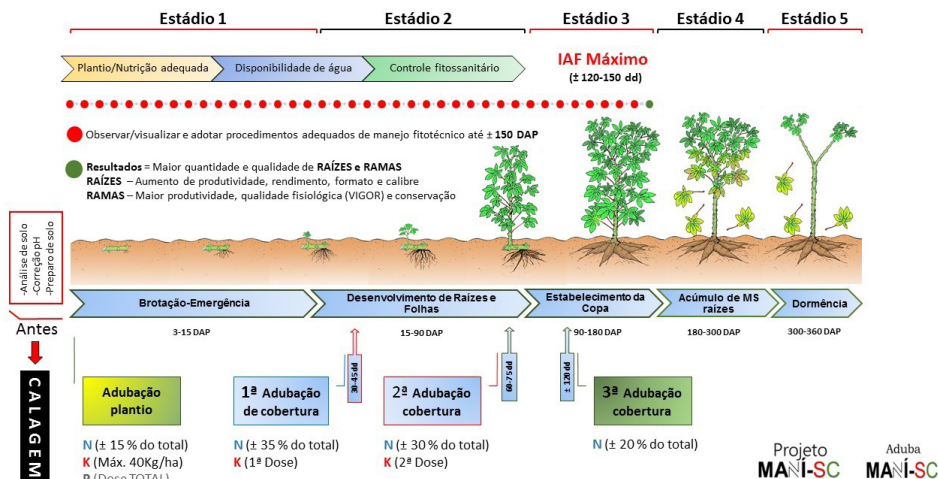 Estádio 1
Estádio 2
Estádio 3
Estádio 4
Estádio 5
Plantio/Nutrição adequada
Disponibilidade de água
Controle fitossanitário
IAF Máximo
(± 120-150 dd)
Observar/visualizar e adotar procedimentos adequados de manejo fitotécnico até ± 150 DAP
Resultados = Maior quantidade e qualidade de RAÍZES E RAMAS
RAÍZES – Aumento de produtividade, rendimento, formato e calibre
RAMAS – Maior produtividade, qualidade fisiológica (VIGOR) e conservação
-Análise de solo
-Correção pH
-Preparo de solo
Antes
CALAGEM
Brotação-Emergência
Desenvolvimento de Raízes e
Folhas
Estabelecimento da
Copa
Acúmulo de MS
raízes
Dormência
3-15 DAP
15-90 DAP
90-180 DAP
180-300 DAP
300-360 DAP
30-45 dd
60-75 dd
± 120 dd
Adubação
plantio
1ª Adubação
de cobertura
2ª Adubação
cobertura
3ª Adubação
cobertura
N (± 15 % do total)
K (Máx. 40Kg/ha)
P (Dose TOTAL)
N (± 35 % do total)
K (1ª Dose)
N (± 30 % do total)
K (2ª Dose)
N (± 20 % do total)
Projeto
MANÍ-SC
Aduba
MANÍ-SC